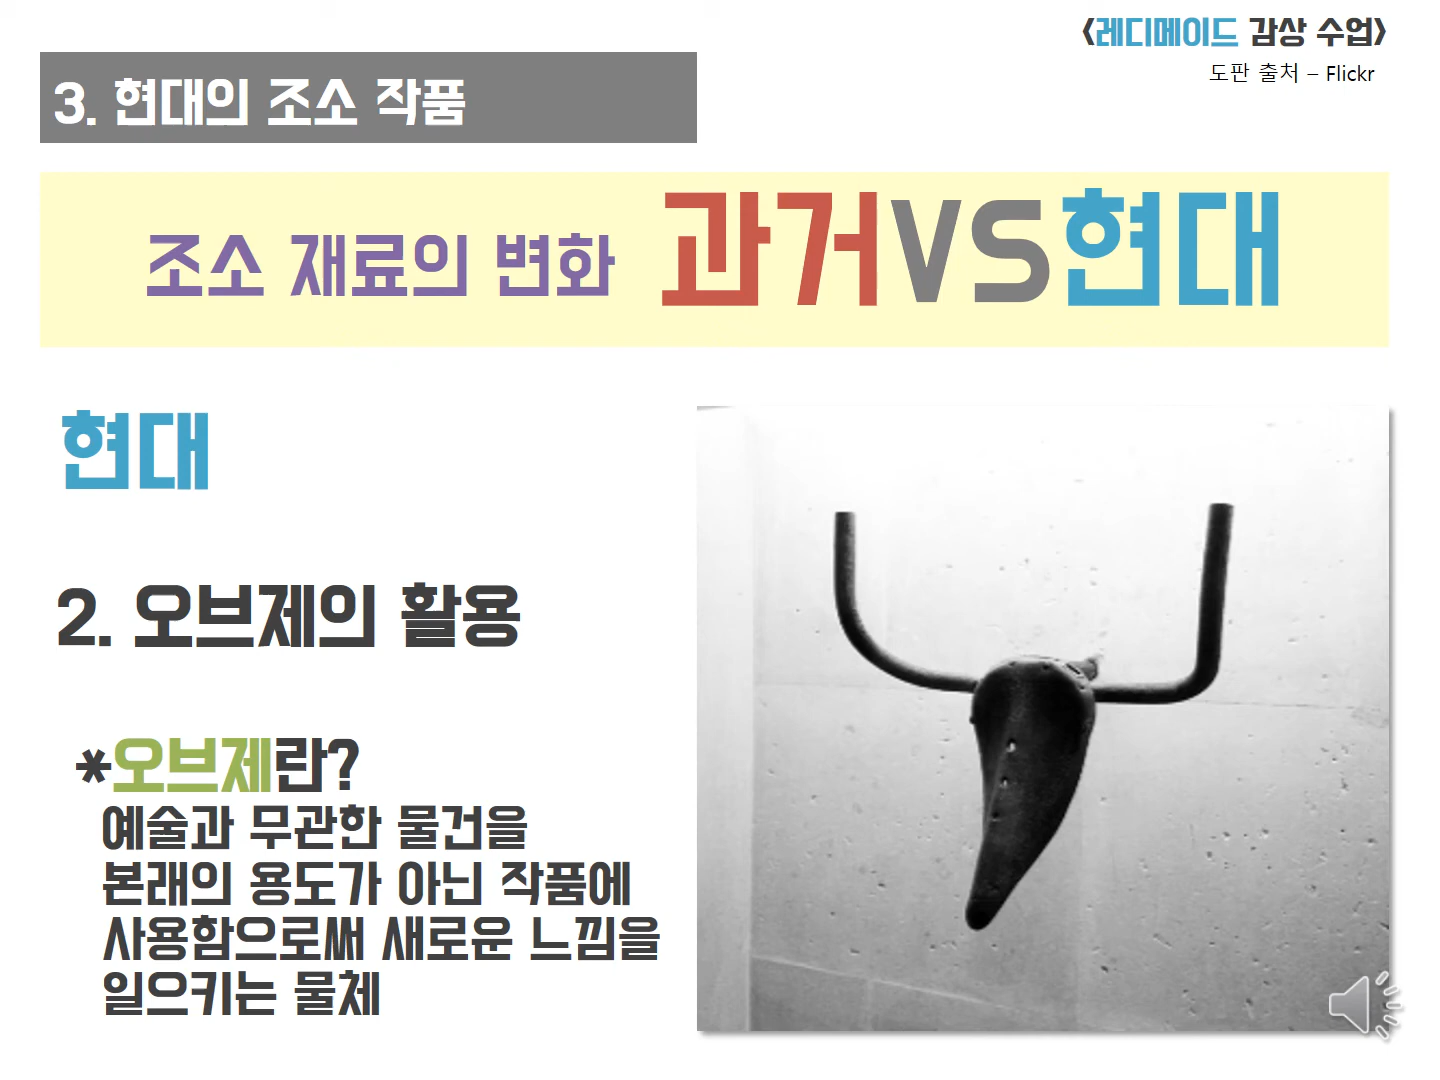 <레디메이드 감상 수업>
도판 출처 – Flickr
3. 현대의 조소 작품
조소 재료의 변화 과거VS현대
현대
2. 오브제의 활용
*오브제란?
예술과 무관한 물건을
본래의 용도가 아닌 작품에
사용함으로써 새로운 느낌을
일으키는 물체